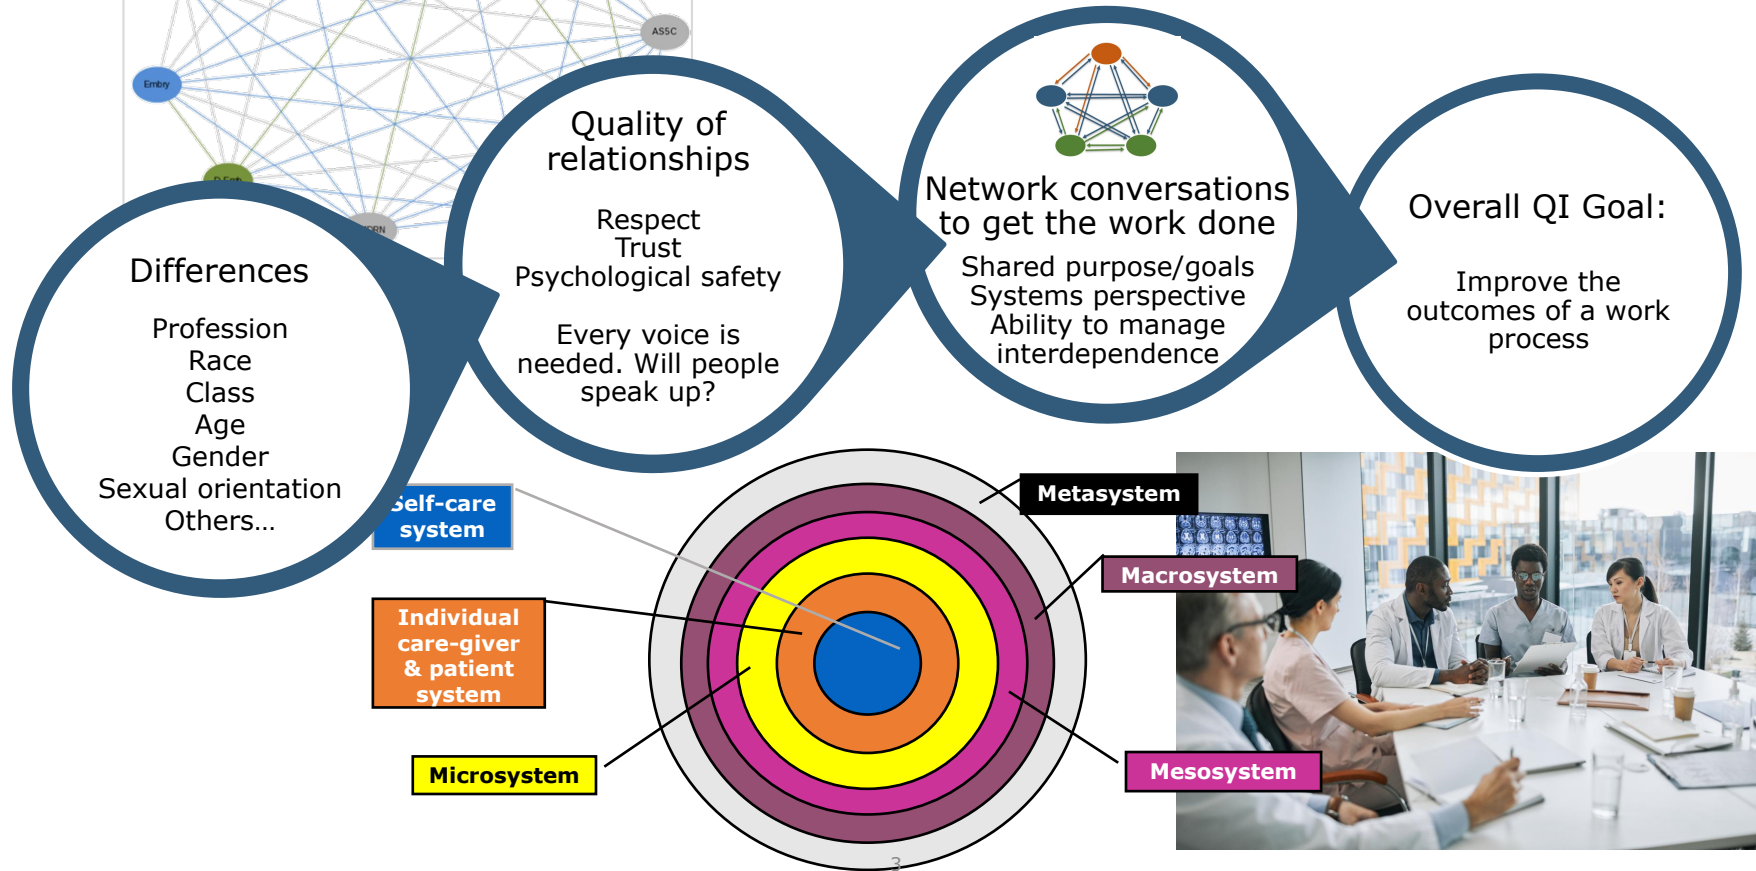 AS5C
Embry
Differences
Profession
Race
Class
Age
Gender
Sexual orientation
Others…
Quality of
relationships
Respect
Trust
Psychological safety
Every voice is
needed. Will people
speak up?
Network conversations
to get the work done
Shared purpose/goals
Systems perspective
Ability to manage
interdependence
Overall QI Goal:
Improve the
outcomes of a work
process
Self-care
system
Individual
care-giver
& patient
system
Microsystem
Metasystem
Macrosystem
Mesosystem
3